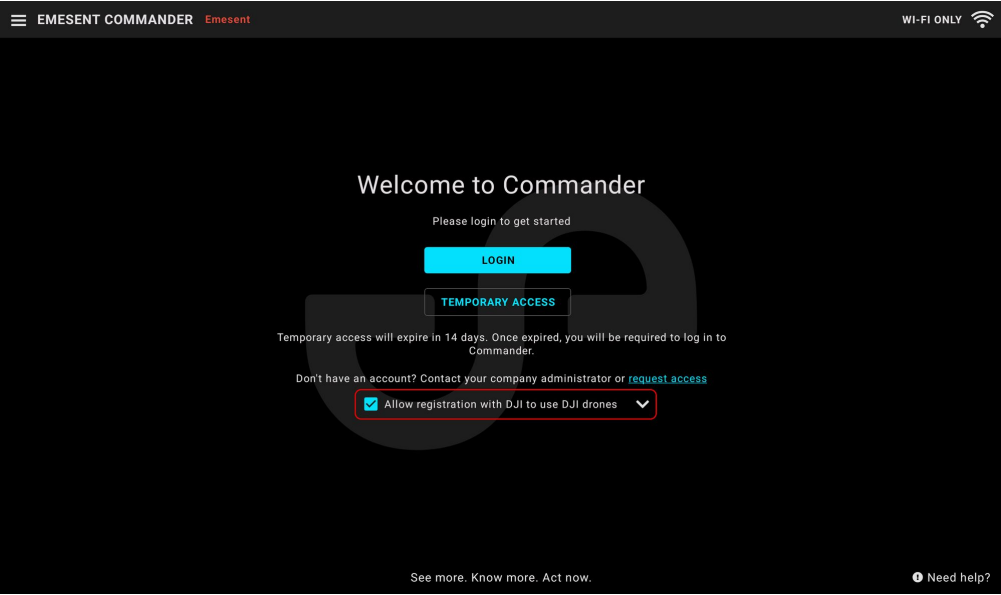 EMESENT COMMANDER Emesent WI-FI ONLY
Welcome to Commander
Please login to get started
LOGIN
TEMPORARY ACCESS
Temporary access will expire in 14 days. Once expired, you will be required to log in to
Commander.
Don't have an account? Contact your company administrator or request access
Allow registration with DJI to use DJI drones
See more. Know more. Act now.
Need help?